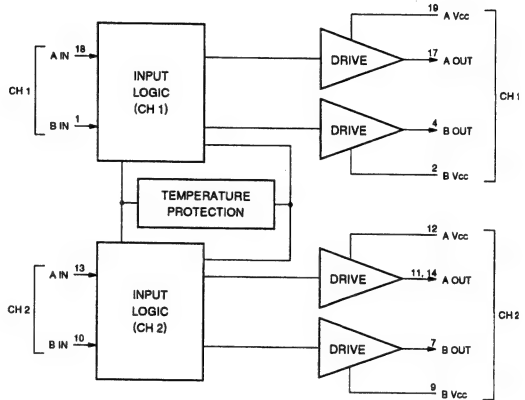 19 A Vcc
A IN 18
INPUT
LOGIC
(CH 1)
DRIVE
17 A OUT
CH 1
CH 1
B IN 1
DRIVE
4 B OUT
2 B Vcc
TEMPERATURE
PROTECTION
12 A Vcc
A IN 13
INPUT
LOGIC
(CH 2)
DRIVE
11, 14 A OUT
CH 2
CH 2
B IN 10
DRIVE
7 B OUT
9 B Vcc